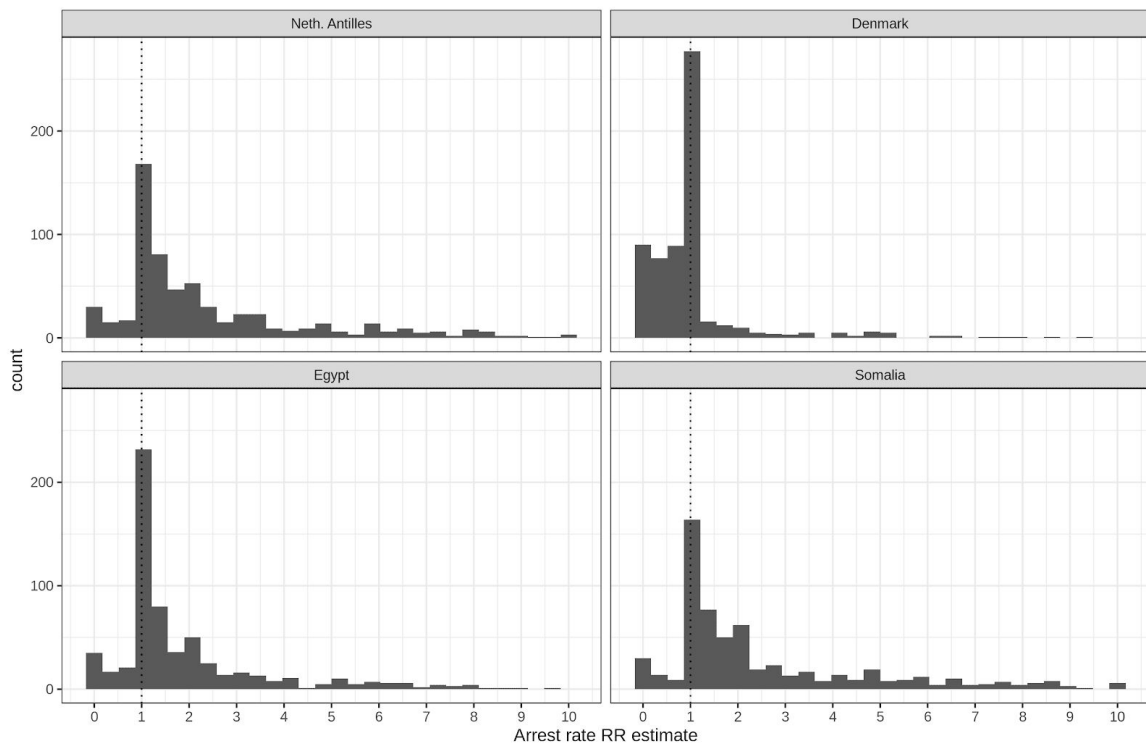 Neth. Antilles
Denmark
200
100
0
Egypt
Somalia
200
100
0
count
0 1 2 3 4 5 6 7 8 9 10
0 1 2 3 4 5 6 7 8 9 10
Arrest rate RR estimate